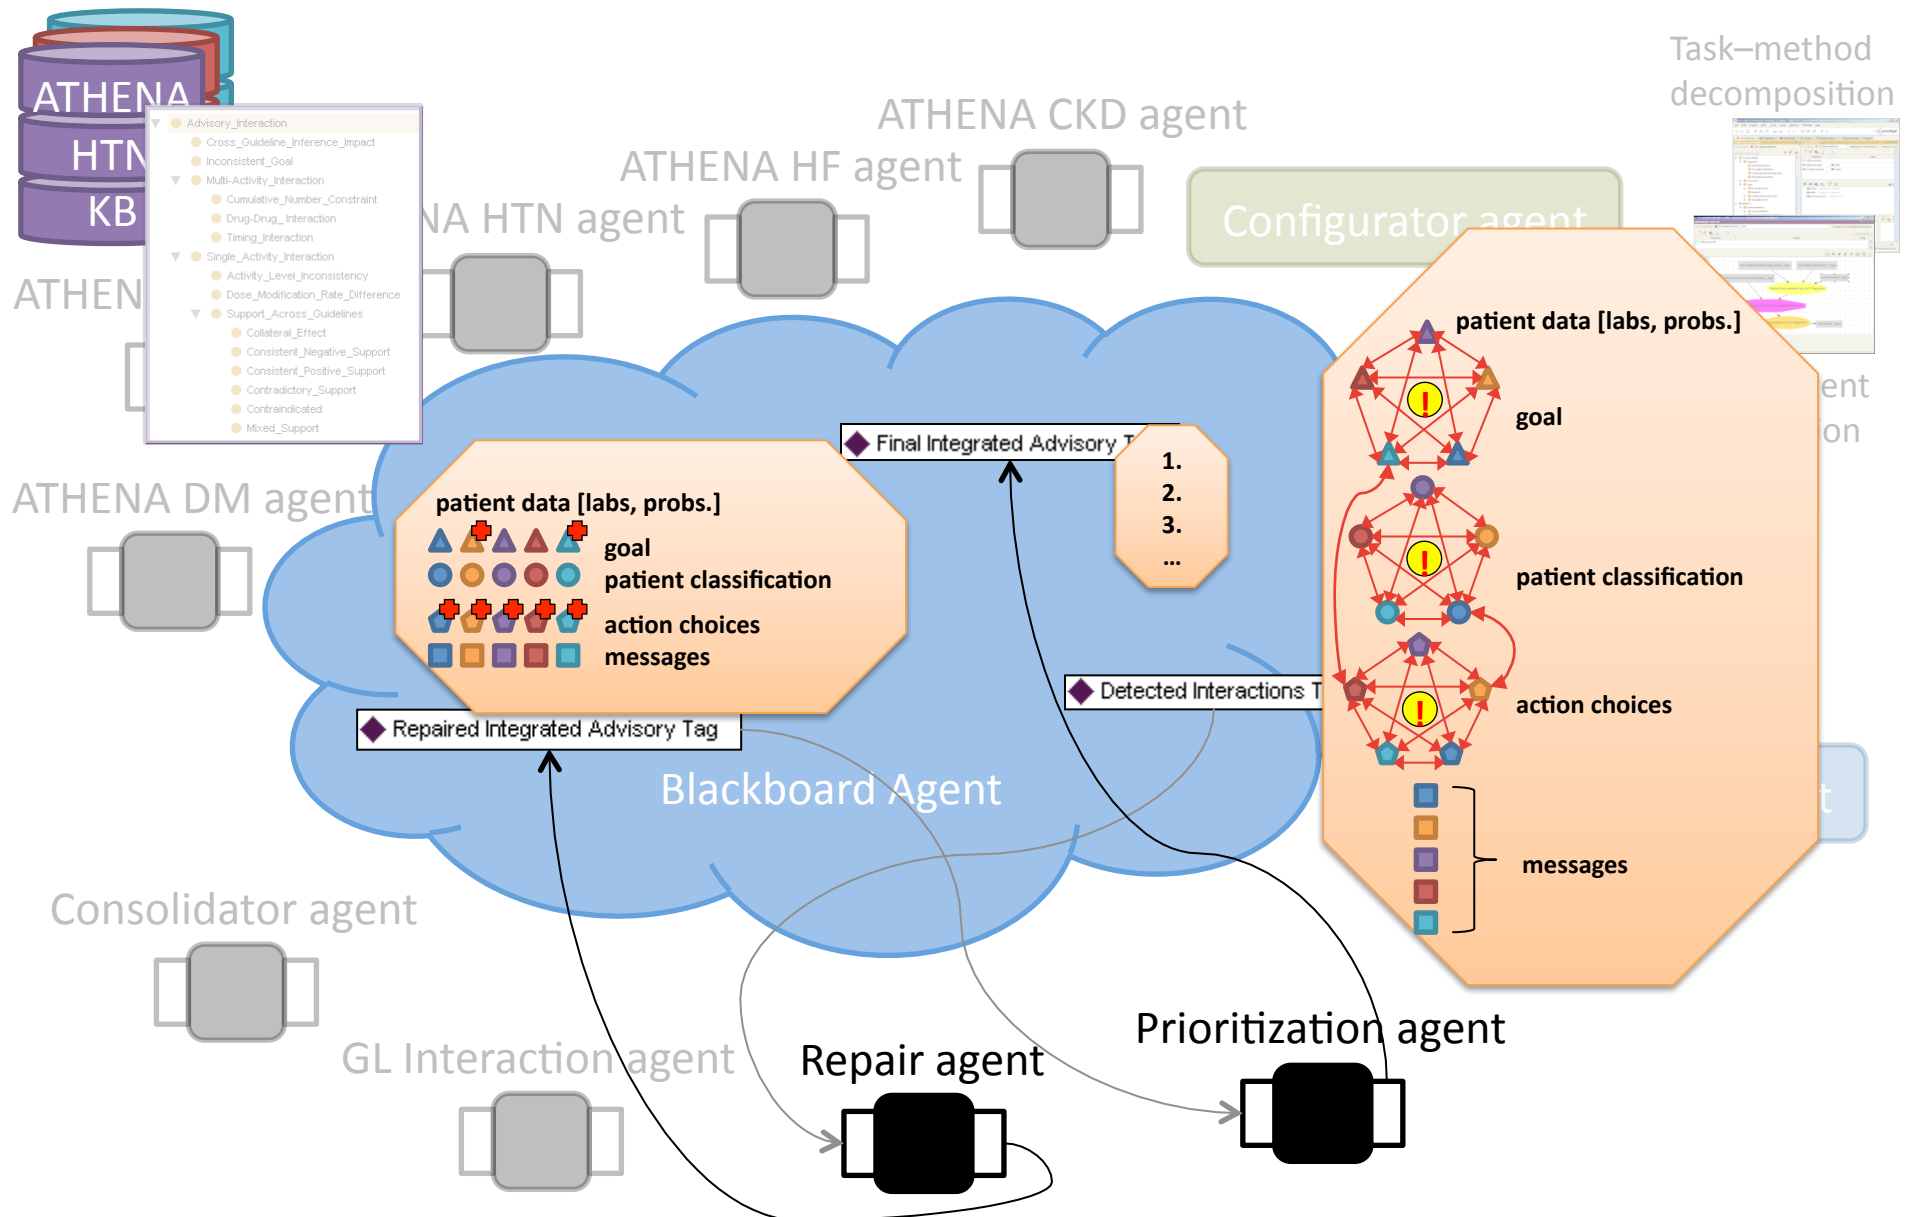 ATHENA
HTN
KB
Advisory_Interaction
Cross_Guideline_Inference_Impact
Inconsistent_Goal
Multi-Activity_Interaction
Cumulative_Number_Constraint
Drug-Drug_ Interaction
Timing_Interaction
Single_Activity_Interaction
Activity_Level_Inconsistency
Dose_Modification_Rate_Difference
Support_Across_Guidelines
Collateral_Effect
Consistent_Negative_Support
Consistent_Positive_Support
Contradictory_Support
Contraindicated
Mixed_Support
ATHEN
NA HTN agent
ATHENA HF agent
ATHENA CKD agent
Configurator agent
Task–method
decomposition
ent
ion
ATHENA DM agent
patient data [labs, probs.]
goal
patient classification
action choices
messages
Final Integrated Advisory T
1.
2.
3.
...
patient data [labs, probs.]
!
goal
!
patient classification
!
action choices
messages
Detected Interactions T
Repaired Integrated Advisory Tag
Blackboard Agent
t
Consolidator agent
GL Interaction agent
Repair agent
Prioritization agent